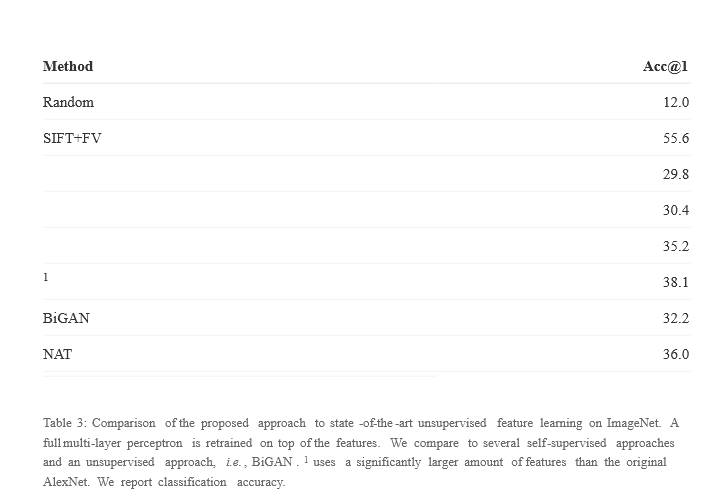 Method Acc@1
Random 12.0
SIFT+FV 55.6
29.8
30.4
35.2
1 38.1
BiGAN 32.2
NAT 36.0
Table 3: Comparison of the proposed approach to state -of-the -art unsupervised feature learning on ImageNet. A
full multi-layer perceptron is retrained on top of the features. We compare to several self-supervised approaches
and an unsupervised approach, i.e., BiGAN . 1 uses a significantly larger amount of features than the original
AlexNet. We report classification accuracy.